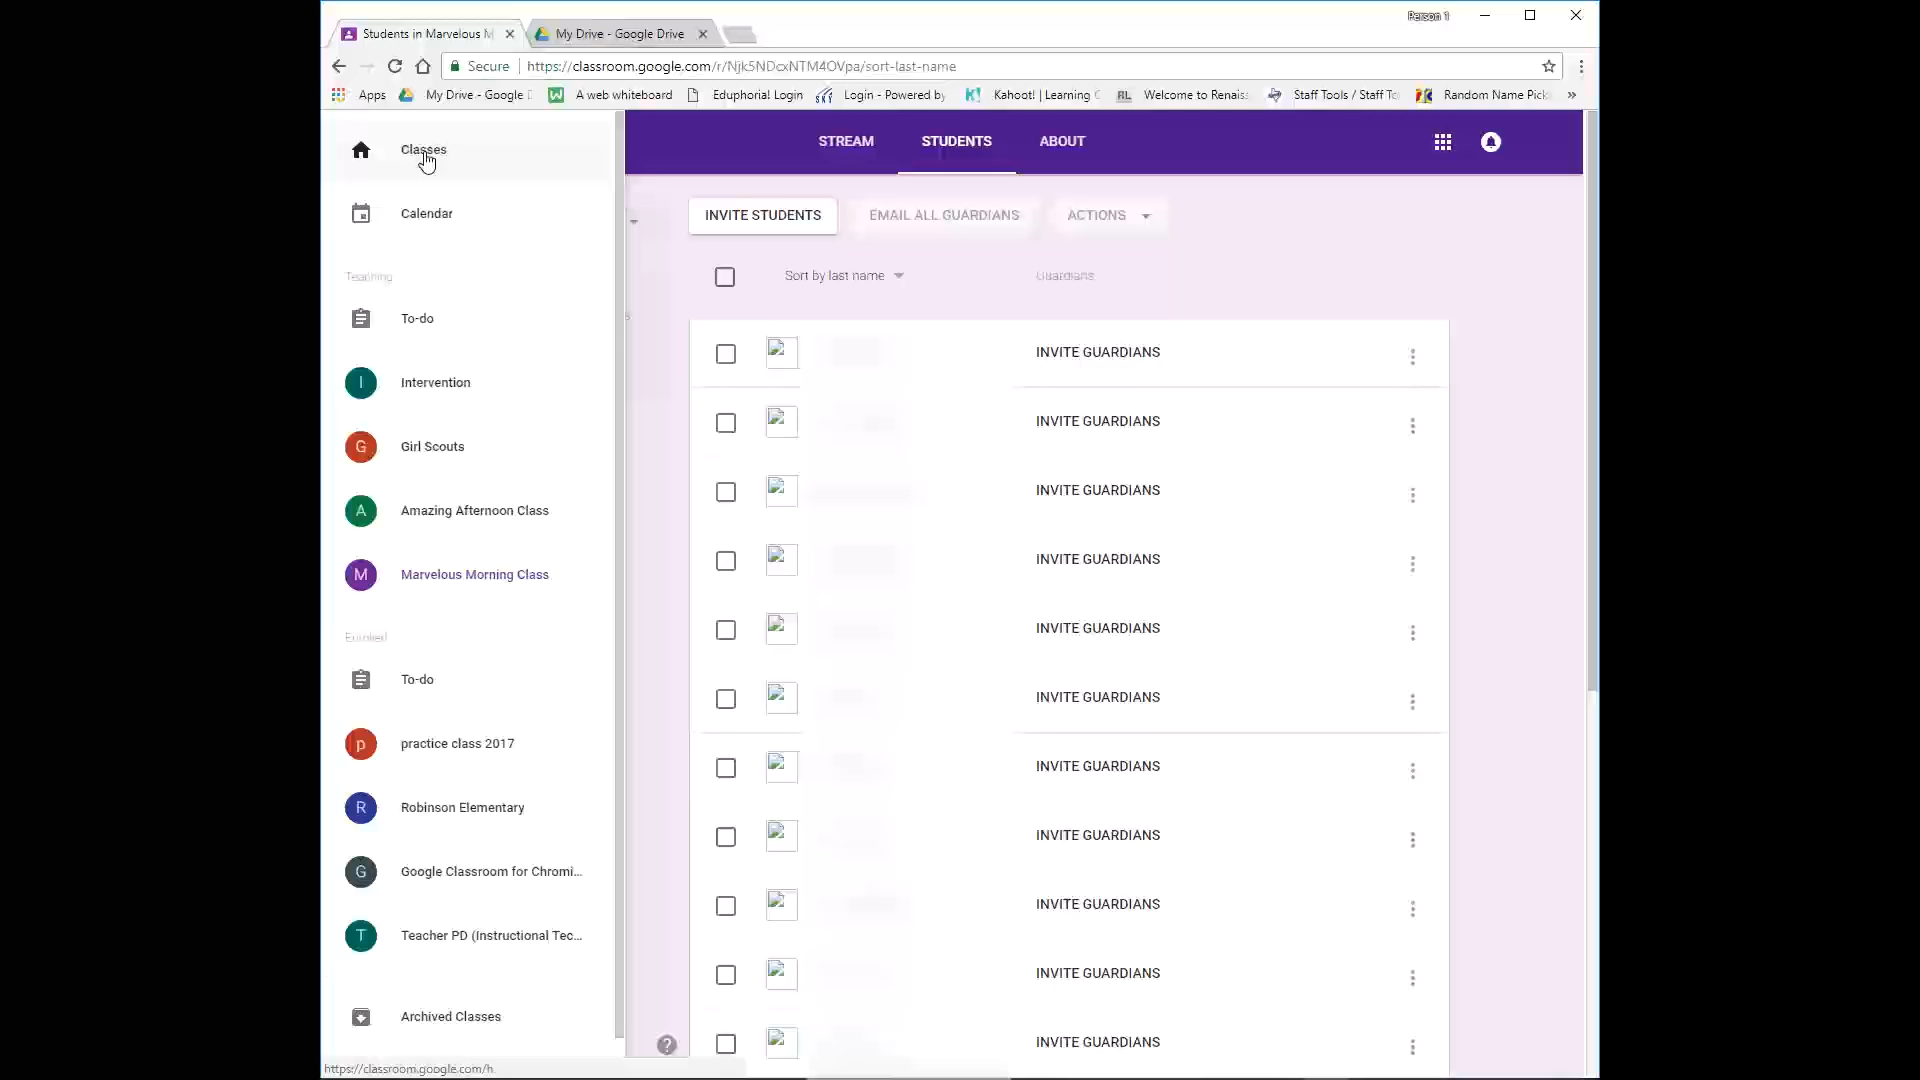 Person 1
Students in Marvelous M
My Drive - Google Drive
Secure
https://classroom.google.com/r/Njk5NDcxNTM4OVpa/sort-last-name
Apps
My Drive - Google D
A web whiteboard
Eduphoria! Login
Login - Powered by
Kahoot! | Learning G
RL
Welcome to Renais
Staff Tools / Staff To
Random Name Pick
»
Classes
Calendar
Teaching
To-do
I
Intervention
G
Girl Scouts
A
Amazing Afternoon Class
M
Marvelous Morning Class
Enrolled
To-do
p
practice class 2017
R
Robinson Elementary
G
Google Classroom for Chromi...
T
Teacher PD (Instructional Tec...
Archived Classes
https://classroom.google.com/h
STREAM
STUDENTS
ABOUT
INVITE STUDENTS
EMAIL ALL GUARDIANS
ACTIONS
Sort by last name
Guardians
INVITE GUARDIANS
INVITE GUARDIANS
INVITE GUARDIANS
INVITE GUARDIANS
INVITE GUARDIANS
INVITE GUARDIANS
INVITE GUARDIANS
INVITE GUARDIANS
INVITE GUARDIANS
INVITE GUARDIANS
INVITE GUARDIANS
?